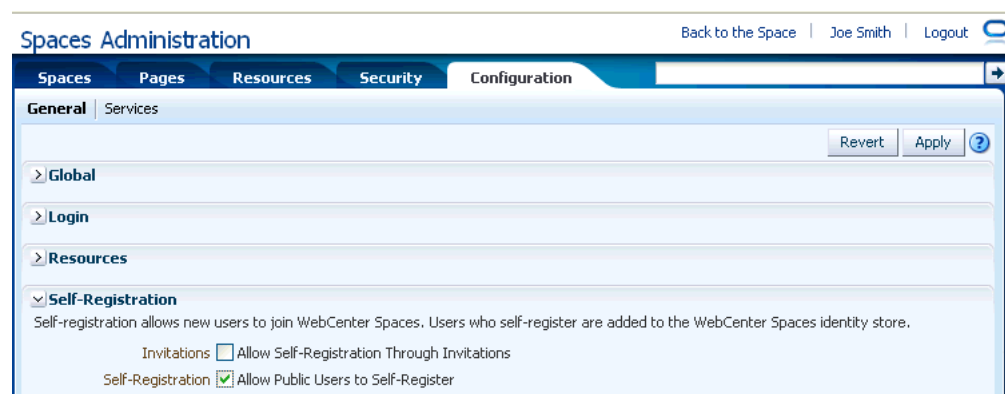 Spaces Administration
Back to the Space | Joe Smith | Logout
Spaces Pages Resources Security Configuration
General | Services
Revert Apply ?
Global
Login
Resources
Self-Registration
Self-registration allows new users to join WebCenter Spaces. Users who self-register are added to the WebCenter Spaces identity store.
Invitations Allow Self-Registration Through Invitations
Self-Registration Allow Public Users to Self-Register